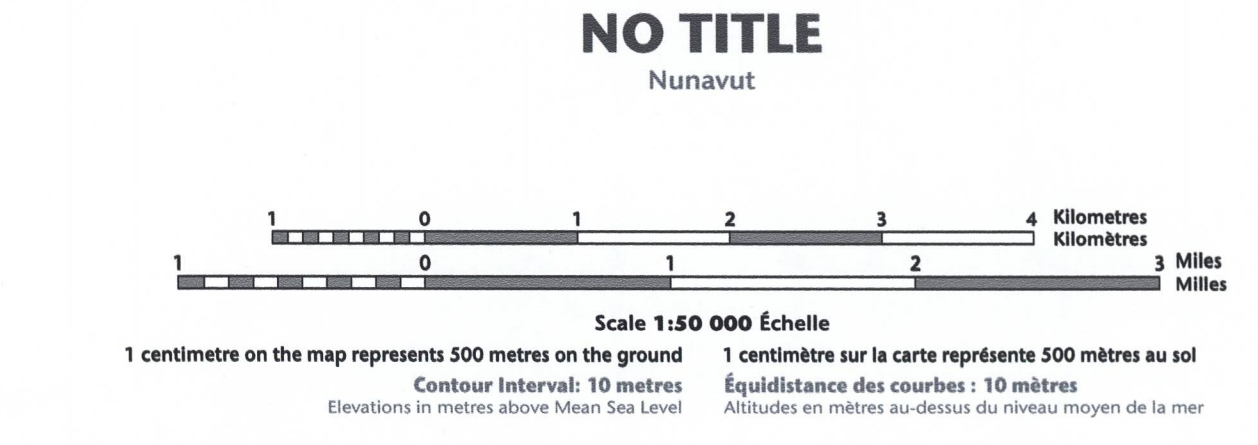 NO TITLE
Nunavut
1 0 1 2 3 4 Kilometres
Kilomètres
1 0 1 2 3 Miles
Milles
Scale 1:50 000 Échelle
1 centimetre on the map represents 500 metres on the ground
1 centimètre sur la carte représente 500 mètres au sol
Contour Interval: 10 metres
Équidistance des courbes : 10 mètres
Elevations in metres above Mean Sea Level
Altitudes en mètres au-dessus du niveau moyen de la mer